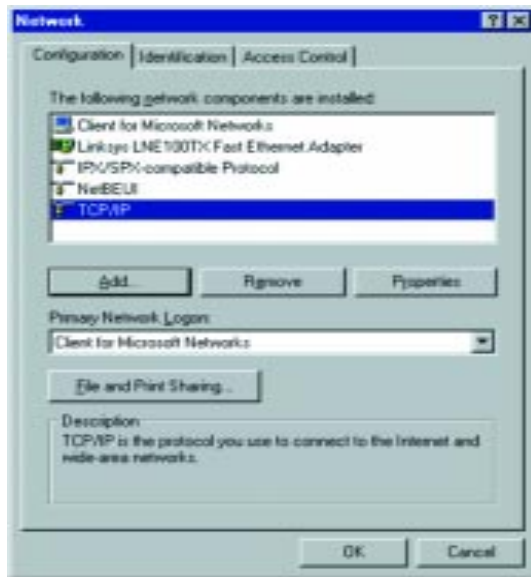 Network
Configuration Identification Access Control
The following network components are installed:
Client for Microsoft Networks
Linksys LNE100TX Fast Ethernet Adapter
IPX/SPX-compatible Protocol
NetBEUI
TCP/IP
Add... Remove Properties
Primary Network Logon:
Client for Microsoft Networks
File and Print Sharing...
Description
TCP/IP is the protocol you use to connect to the Internet and
wide-area networks.
OK Cancel